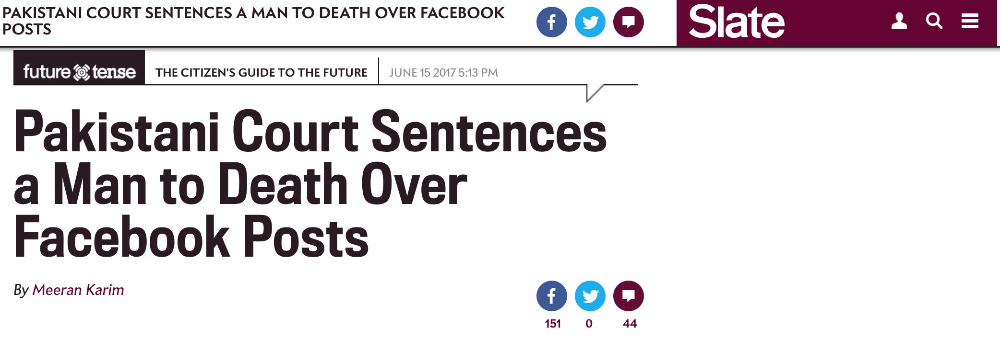 PAKISTANI COURT SENTENCES A MAN TO DEATH OVER FACEBOOK
POSTS
Slate
future tense
THE CITIZEN'S GUIDE TO THE FUTURE
JUNE 15 2017 5:13 PM
Pakistani Court Sentences
a Man to Death Over
Facebook Posts
By Meeran Karim
151 0 44